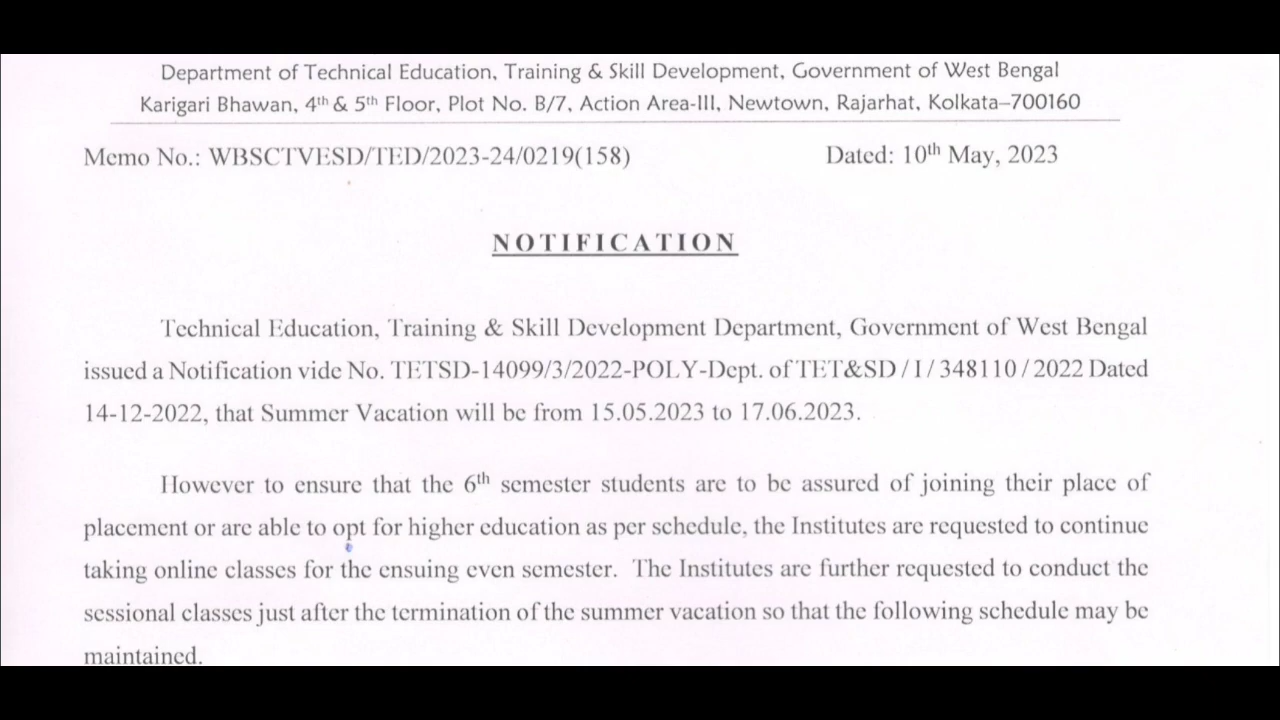 Department of Technical Education, Training & Skill Development, Government of West Bengal
Karigari Bhawan, 4th & 5th Floor, Plot No. B/7, Action Area-III, Newtown, Rajarhat, Kolkata–700160
Memo No.: WBSCTVESD/TED/2023-24/0219(158) Dated: 10th May, 2023
NOTIFICATION
Technical Education, Training & Skill Development Department, Government of West Bengal
issued a Notification vide No. TETSD-14099/3/2022-POLY-Dept. of TET&SD / I / 348110 / 2022 Dated
14-12-2022, that Summer Vacation will be from 15.05.2023 to 17.06.2023.
However to ensure that the 6th semester students are to be assured of joining their place of
placement or are able to opt for higher education as per schedule, the Institutes are requested to continue
taking online classes for the ensuing even semester. The Institutes are further requested to conduct the
sessional classes just after the termination of the summer vacation so that the following schedule may be
maintained.